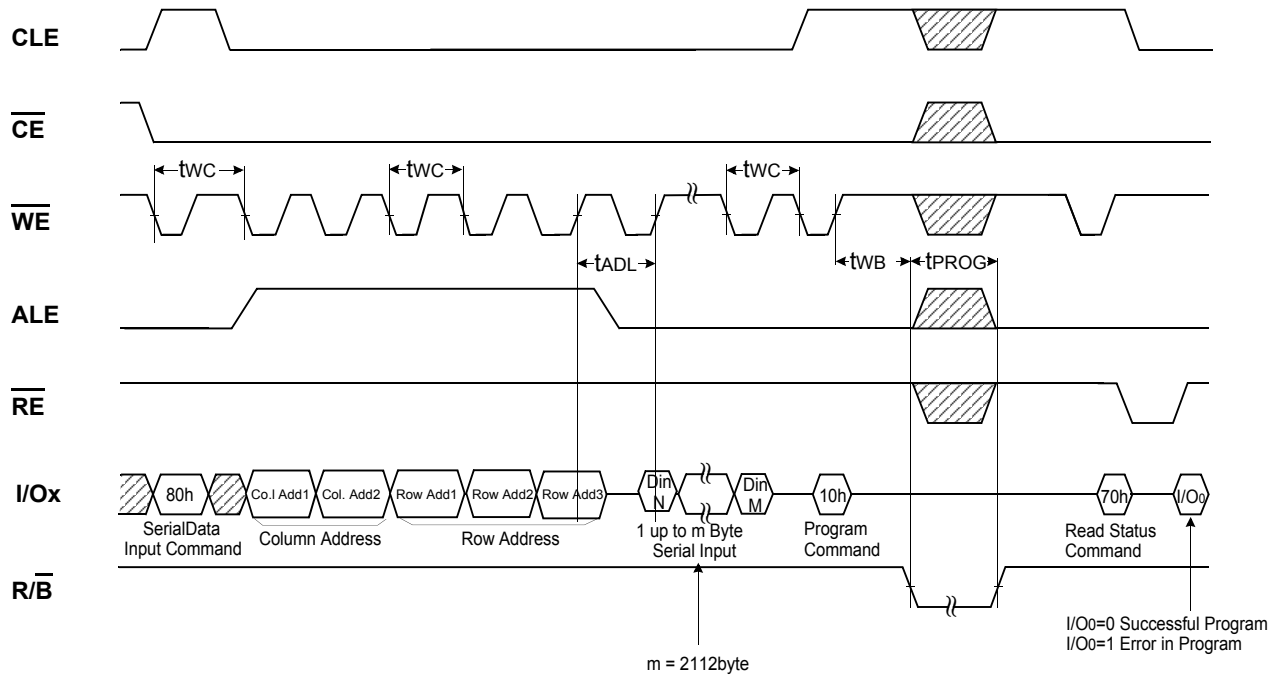 CLE
CE
tWC
tWC
tWC
WE
tADL
tWB
tPROG
ALE
RE
I/Ox
80h
Co.l Add1
Col. Add2
Row Add1
Row Add2
Row Add3
Din
N
Din
M
10h
70h
I/O0
SerialData
Input Command
Column Address
Row Address
1 up to m Byte
Serial Input
Program
Command
Read Status
Command
R/B
I/O0=0 Successful Program
I/O0=1 Error in Program
m = 2112byte